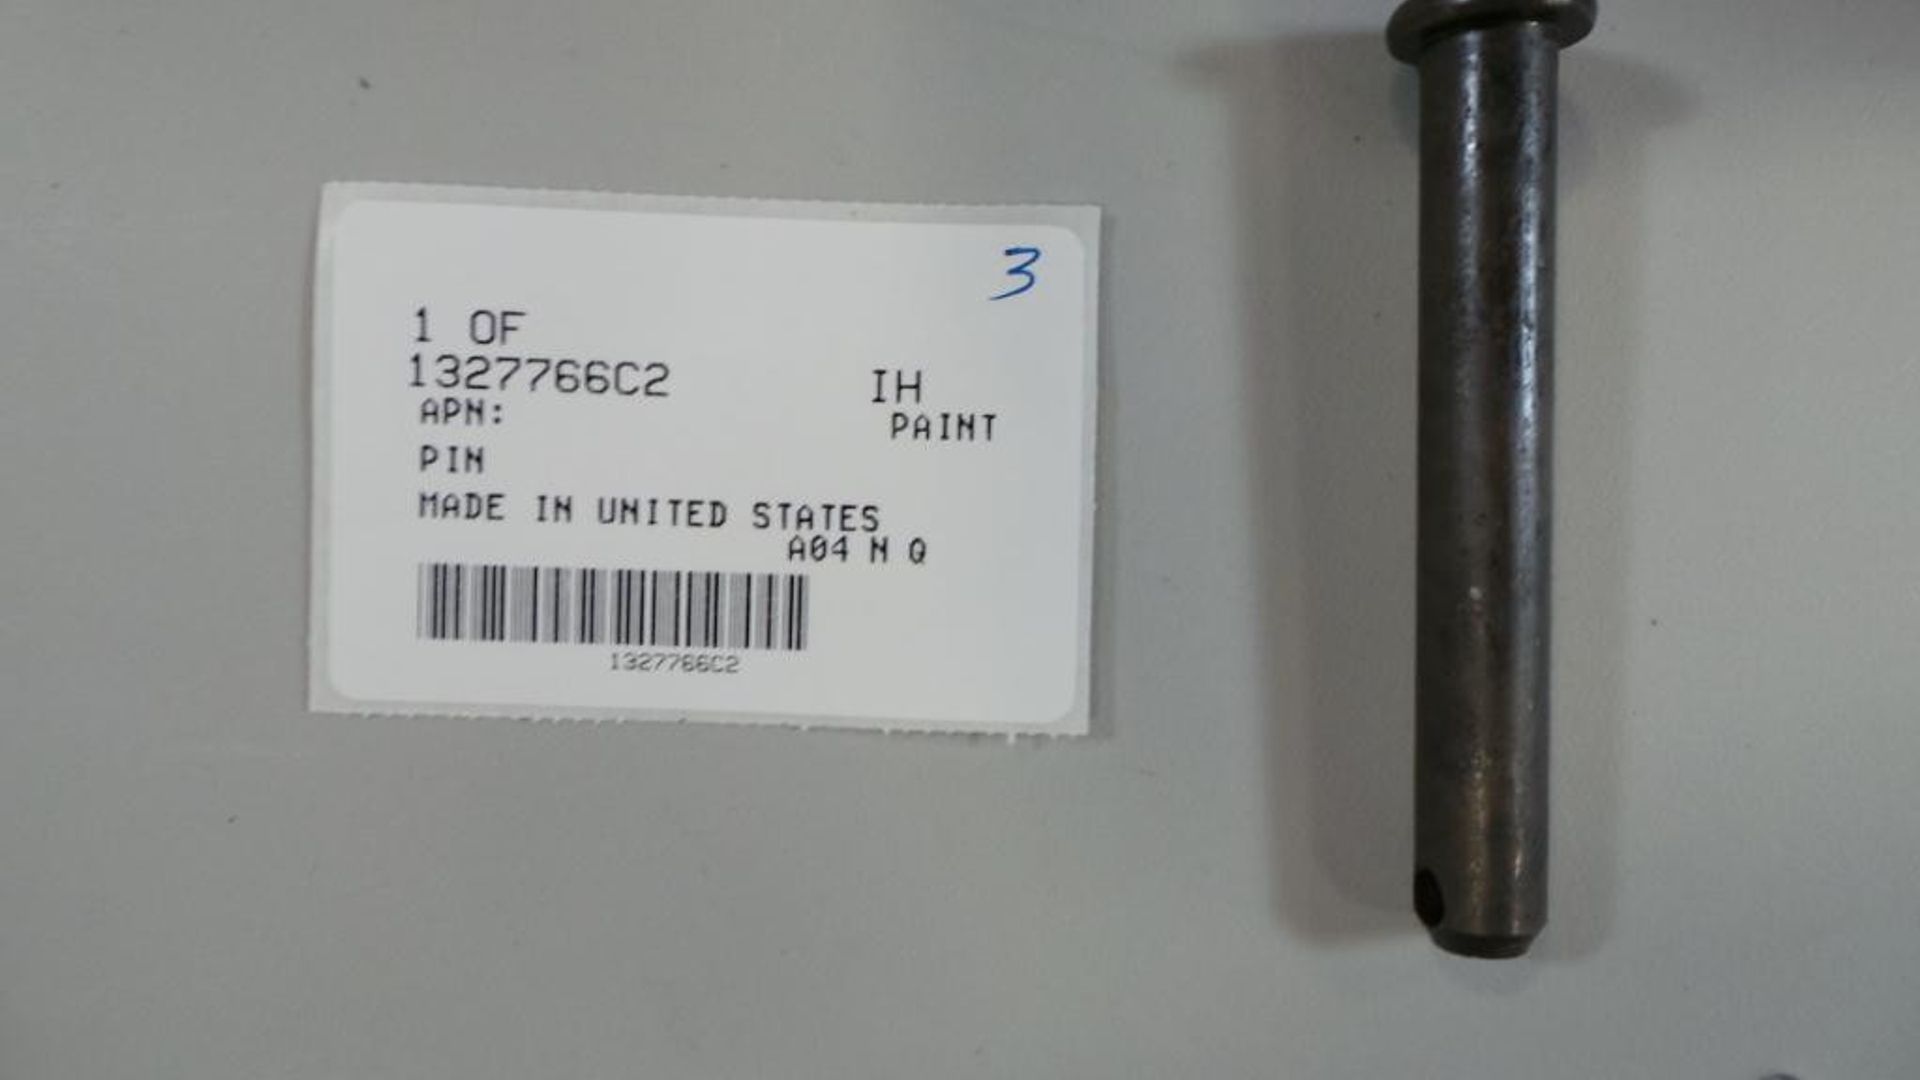 3
1 OF
1327766C2 IH
APN: PAINT
PIN
MADE IN UNITED STATES
A04 N Q
1327766C2